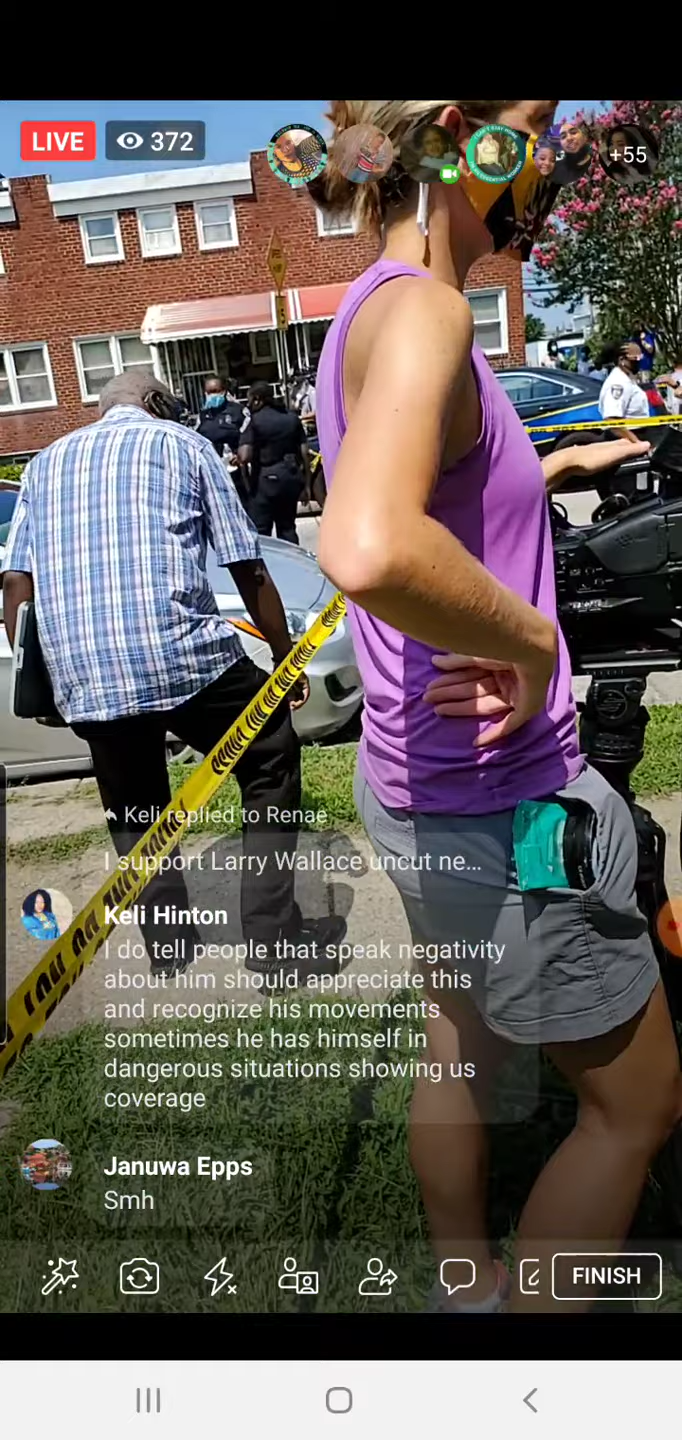 LIVE
372
+55
Keli replied to Renae
I support Larry Wallace uncut ne...
Keli Hinton
I do tell people that speak negativity
about him should appreciate this
and recognize his movements
sometimes he has himself in
dangerous situations showing us
coverage
Januwa Epps
Smh
FINISH